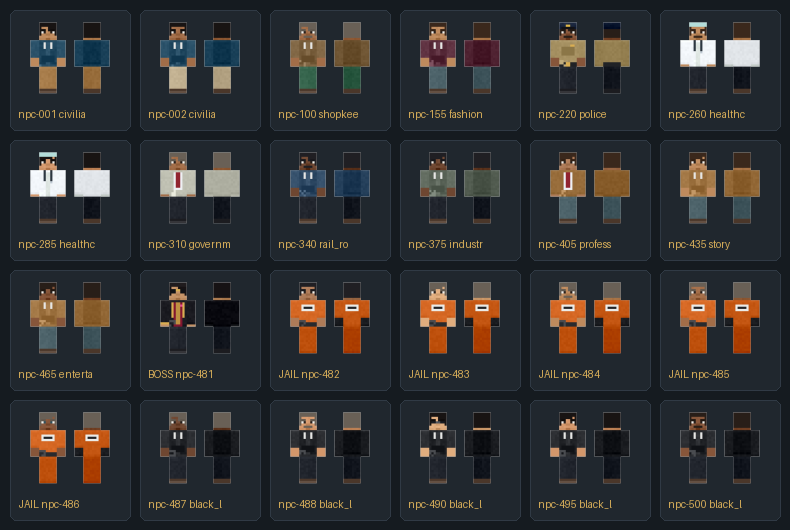 npc-001 civilia
npc-002 civilia
npc-100 shopkee
npc-155 fashion
npc-220 police
npc-260 healthc
npc-285 healthc
npc-310 governm
npc-340 rail_ro
npc-375 industr
npc-405 profess
npc-435 story
npc-465 enterta
BOSS npc-481
JAIL npc-482
JAIL npc-483
JAIL npc-484
JAIL npc-485
JAIL npc-486
npc-487 black_l
npc-488 black_l
npc-490 black_l
npc-495 black_l
npc-500 black_l